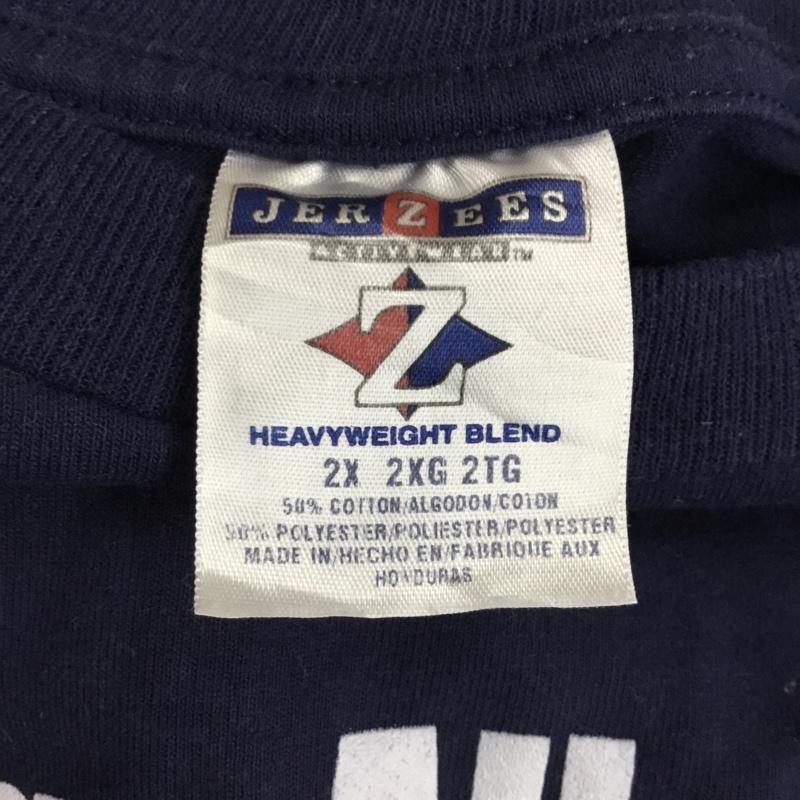 JERZEES
ACTIVEWEAR™
Z
HEAVYWEIGHT BLEND
2X 2XG 2TG
50% COTTON/ALGODON/COTON
50% POLYESTER/POLIESTER/POLYESTER
MADE IN/HECHO EN/FABRIQUE AUX
HONDURAS